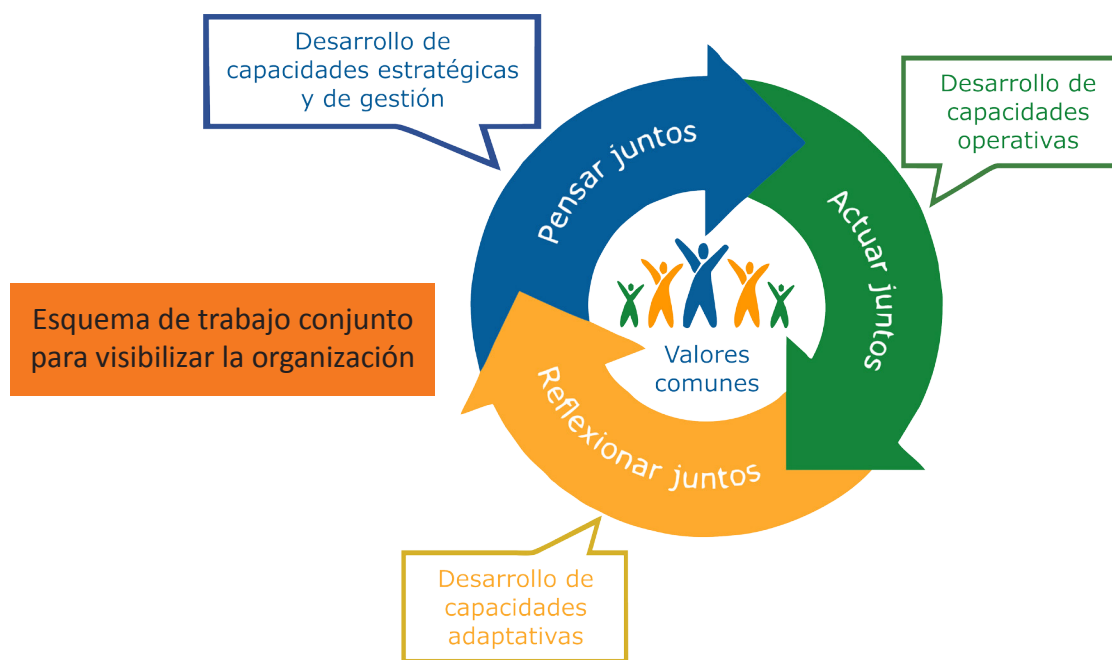 Desarrollo de
capacidades estratégicas
y de gestión
Desarrollo de
capacidades
operativas
Pensar juntos
Actuar juntos
Esquema de trabajo conjunto
para visibilizar la organización
Valores
comunes
Reflexionar juntos
Desarrollo de
capacidades
adaptativas